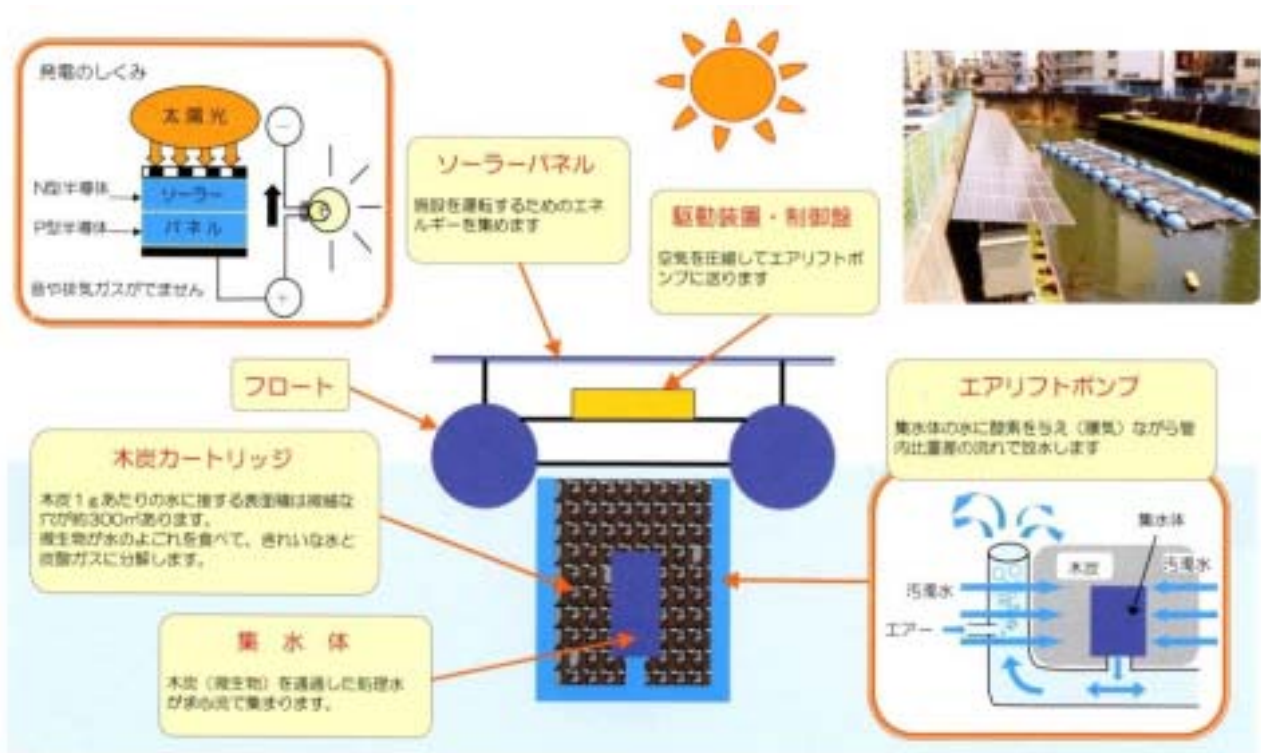 発電のしくみ
太陽光
N型半導体
ソーラー
P型半導体
パネル
音や排気ガスがでません
－
＋
ソーラーパネル
施設を運転するためのエネ
ルギーを集めます
駆動装置・制御盤
空気を圧縮してエアリフトポ
ンプに送ります
フロート
木炭カートリッジ
木炭1gあたりの水に接する表面積は微細な
穴が約300㎡あります。
微生物が水のよごれを食べて、きれいな水と
炭酸ガスに分解します。
集水体
木炭（微生物）を通過した処理水
が求心流で集まります。
エアリフトポンプ
集水体の水に酸素を与え（曝気）ながら管
内比重差の流れで放水します
集水体
木炭
汚濁水
汚濁水
エアー